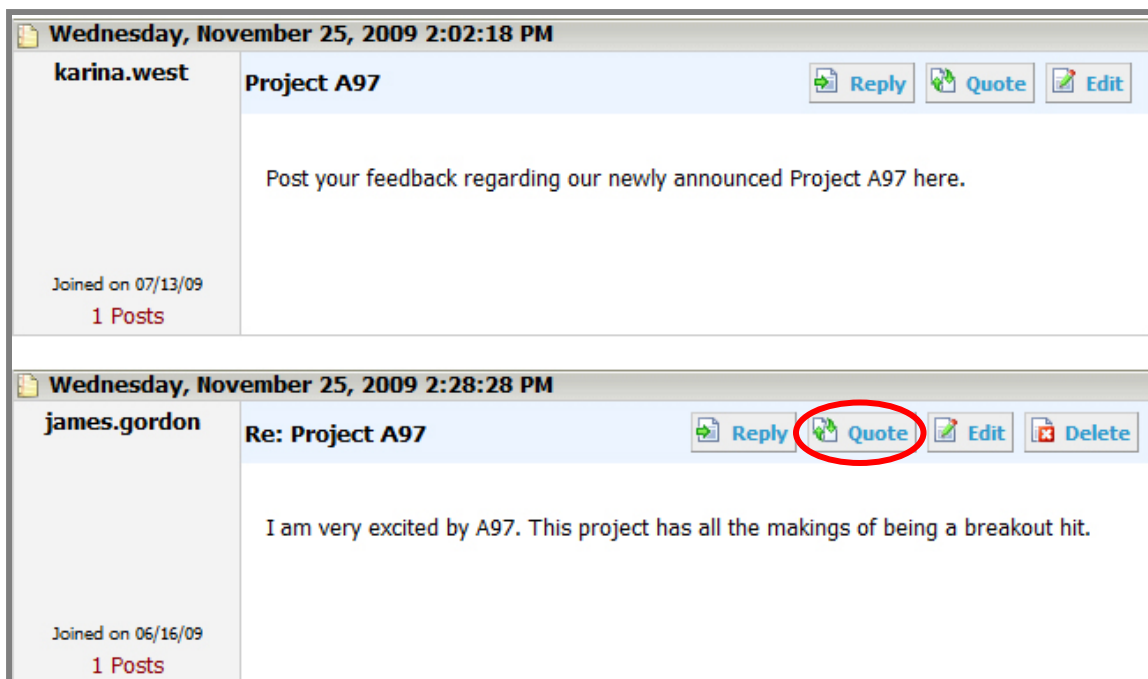 Wednesday, November 25, 2009 2:02:18 PM
karina.west
Project A97
Reply Quote Edit
Post your feedback regarding our newly announced Project A97 here.
Joined on 07/13/09
1 Posts
Wednesday, November 25, 2009 2:28:28 PM
james.gordon
Re: Project A97
Reply Quote Edit Delete
I am very excited by A97. This project has all the makings of being a breakout hit.
Joined on 06/16/09
1 Posts